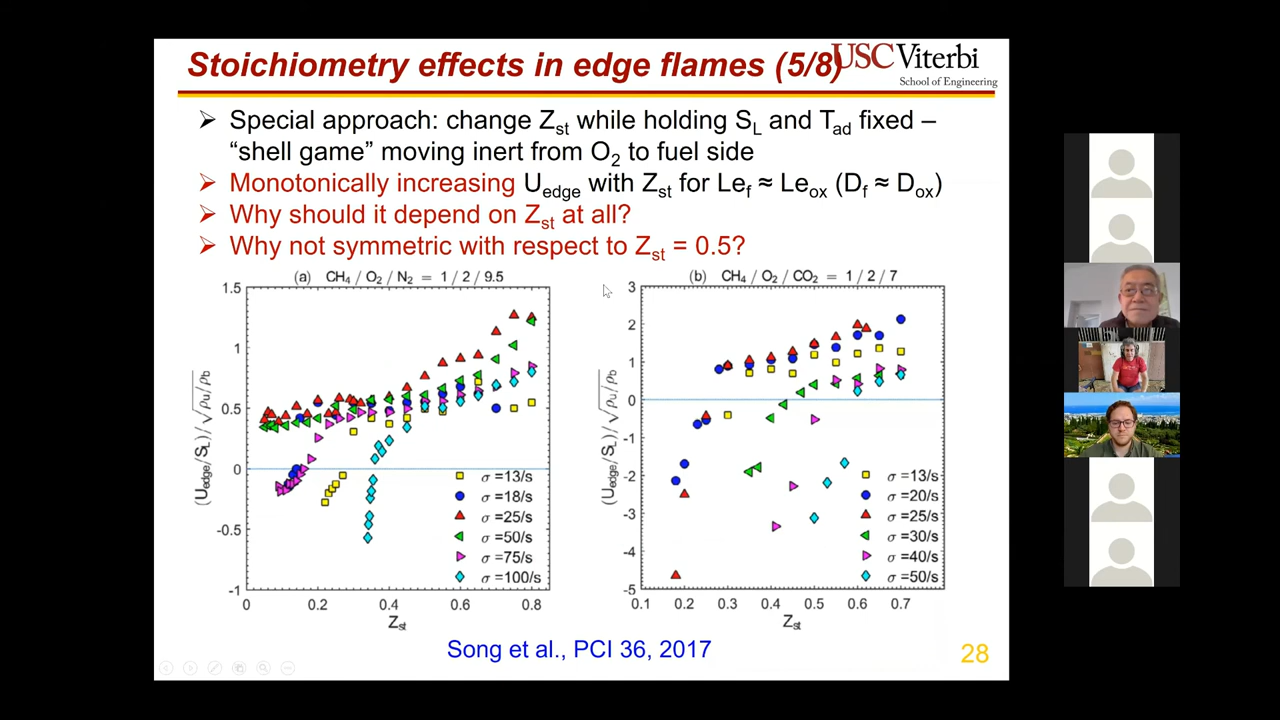 Stoichiometry effects in edge flames (5/8)
USC Viterbi
School of Engineering
➢ Special approach: change Zst while holding SL and Tad fixed –
“shell game” moving inert from O2 to fuel side
➢ Monotonically increasing Uedge with Zst for Lef ≈ Leox (Df ≈ Dox)
➢ Why should it depend on Zst at all?
➢ Why not symmetric with respect to Zst = 0.5?
(a) CH4 / O2 / N2 = 1 / 2 / 9.5
1.5
1
0.5
0
-0.5
-1
(Uedge/SL)/√ρu/ρb
σ =13/s
σ =18/s
σ =25/s
σ =50/s
σ =75/s
σ =100/s
0 0.2 0.4 0.6 0.8
Zst
(b) CH4 / O2 / CO2 = 1 / 2 / 7
3
2
1
0
-1
-2
-3
-4
-5
(Uedge/SL)/√ρu/ρb
σ =13/s
σ =20/s
σ =25/s
σ =30/s
σ =40/s
σ =50/s
0.1 0.2 0.3 0.4 0.5 0.6 0.7
Zst
Song et al., PCI 36, 2017
28